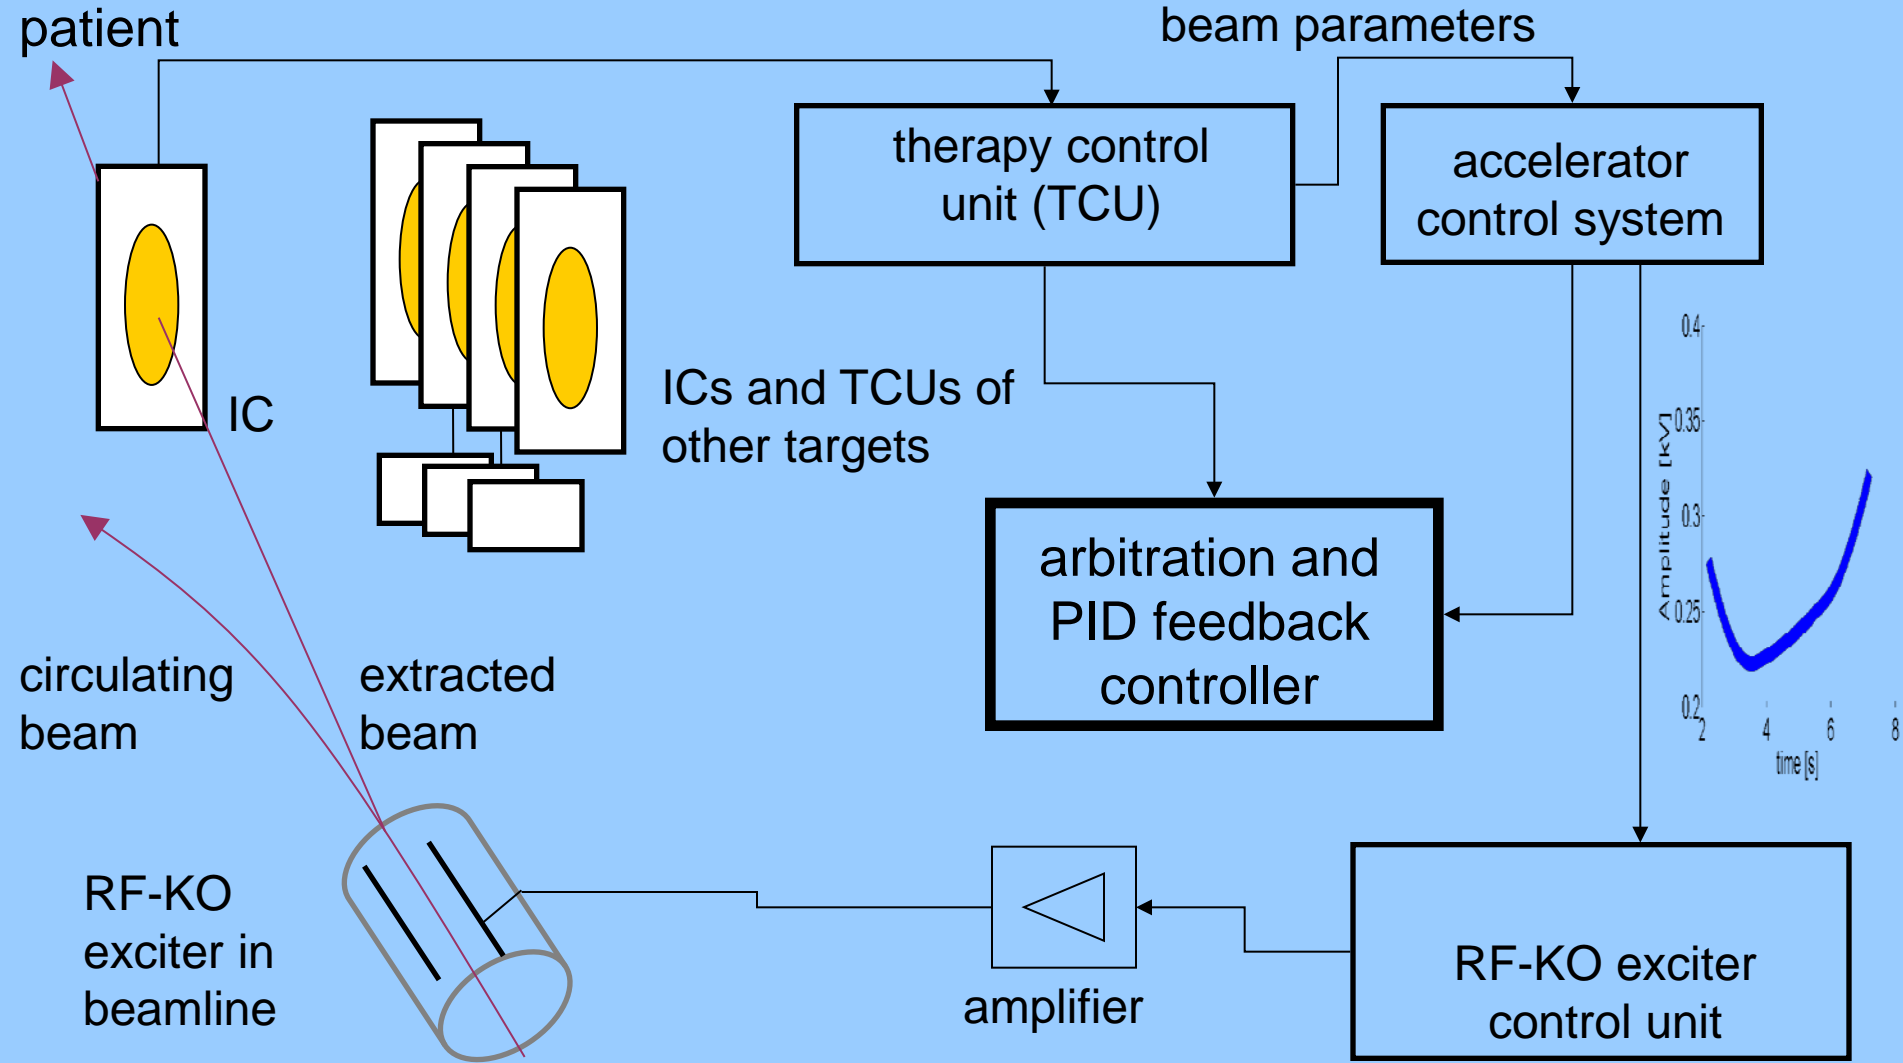 patient
beam parameters
therapy control
unit (TCU)
accelerator
control system
IC
ICs and TCUs of
other targets
arbitration and
PID feedback
controller
Amplitude [kV]
0.4
0.35
0.3
0.25
0.2
2
4
6
8
time [s]
circulating
beam
extracted
beam
RF-KO
exciter in
beamline
amplifier
RF-KO exciter
control unit